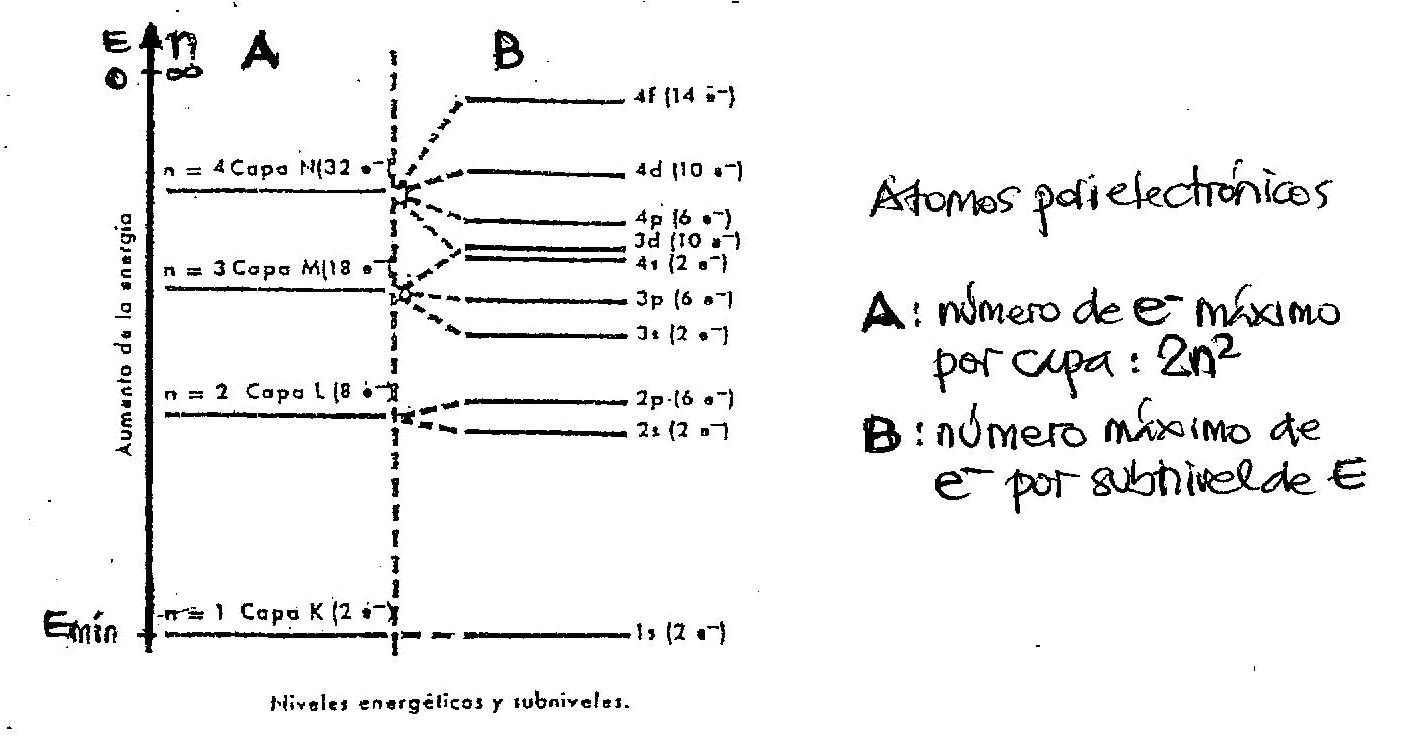 E n A B
0 ∞
4f (14 e⁻)
n = 4 Capa N(32 e⁻)
4d (10 e⁻)
4p (6 e⁻)
3d (10 e⁻)
4s (2 e⁻)
n = 3 Capa M(18 e⁻)
3p (6 e⁻)
3s (2 e⁻)
n = 2 Capa L (8 e⁻)
2p (6 e⁻)
2s (2 e⁻)
n = 1 Capa K (2 e⁻)
Emín
1s (2 e⁻)
Aumento de la energía
Niveles energéticos y subniveles.
Átomos polielectrónicos
A: número de e⁻ máximo
por capa: 2n²
B: número máximo de
e⁻ por subnivel de E